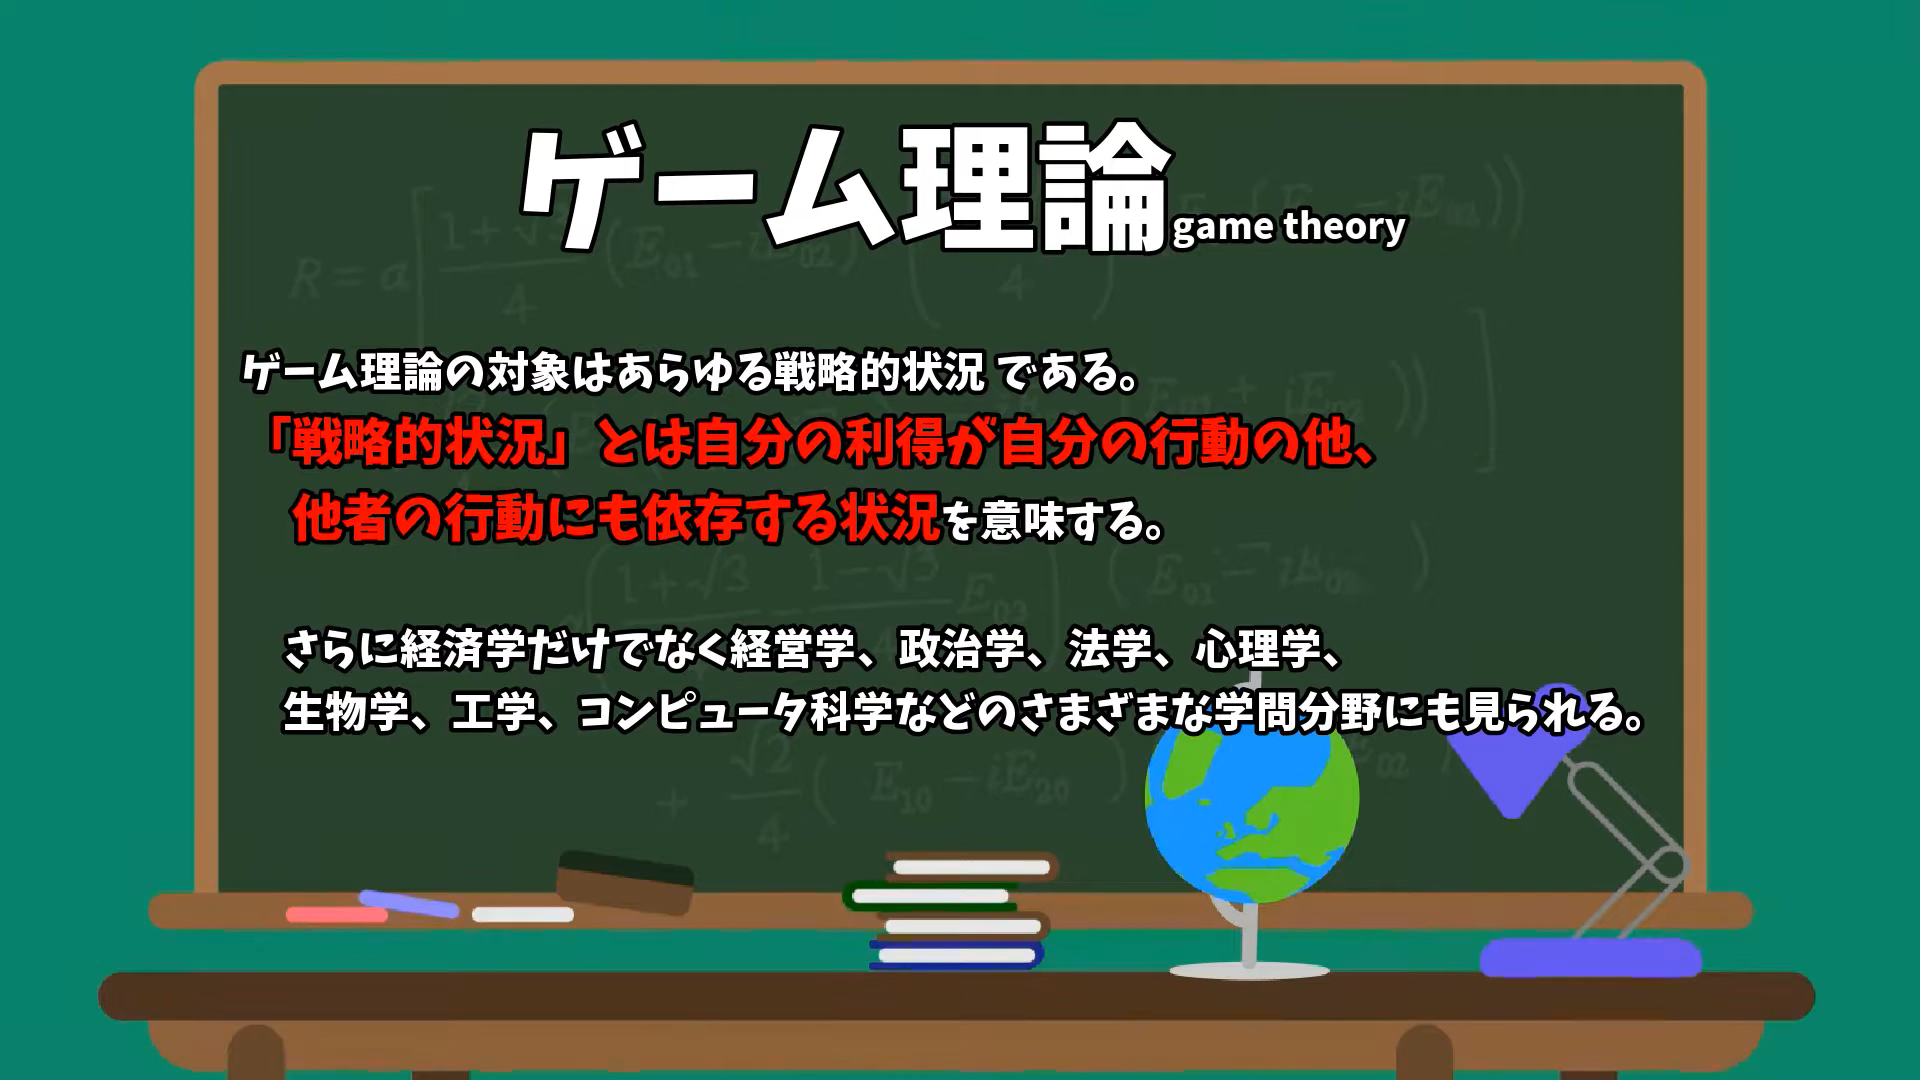 ゲーム理論game theory
ゲーム理論の対象はあらゆる戦略的状況 である。
「戦略的状況」とは自分の利得が自分の行動の他、
他者の行動にも依存する状況を意味する。
さらに経済学だけでなく経営学、政治学、法学、心理学、
生物学、工学、コンピュータ科学などのさまざまな学問分野にも見られる。